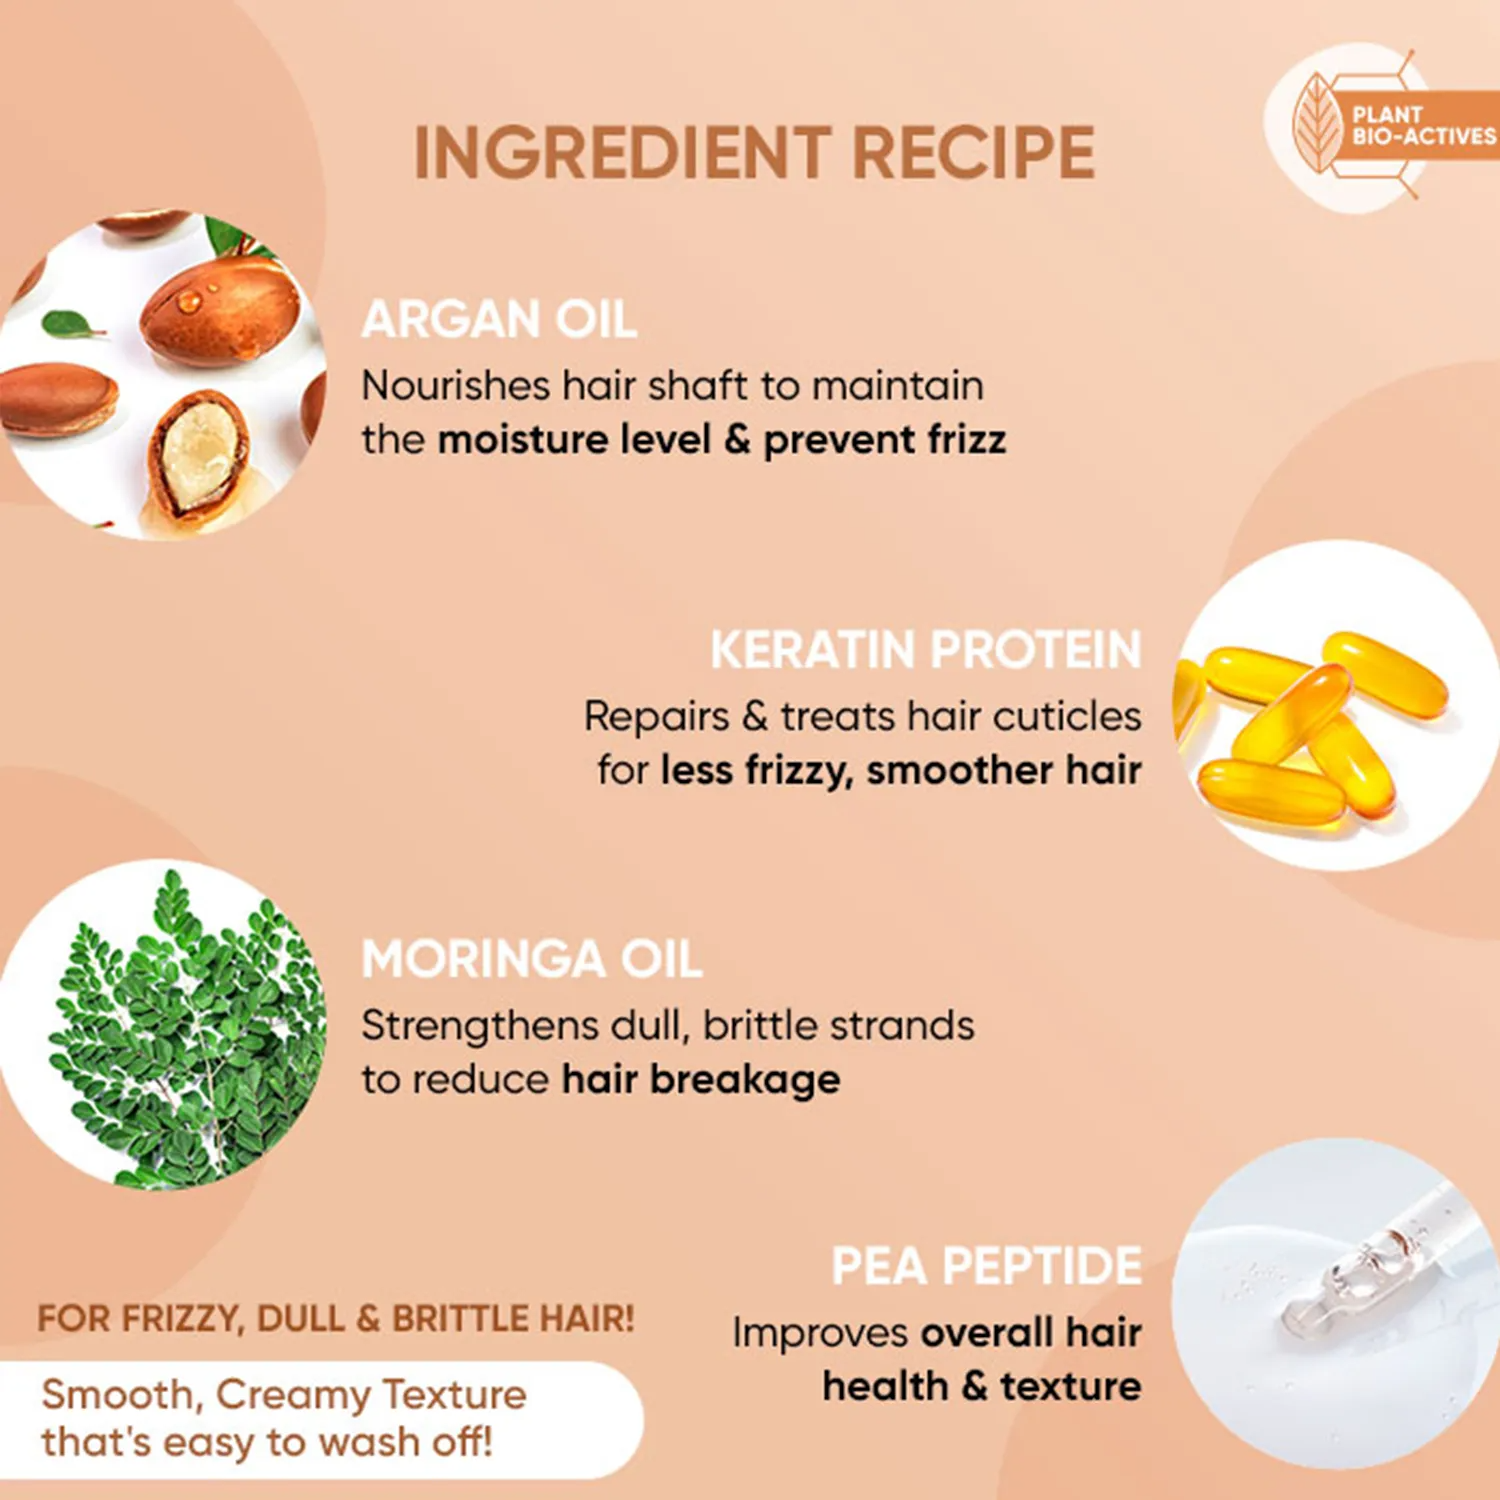 PLANT
BIO-ACTIVES
INGREDIENT RECIPE
ARGAN OIL
Nourishes hair shaft to maintain
the moisture level & prevent frizz
KERATIN PROTEIN
Repairs & treats hair cuticles
for less frizzy, smoother hair
MORINGA OIL
Strengthens dull, brittle strands
to reduce hair breakage
PEA PEPTIDE
Improves overall hair
health & texture
FOR FRIZZY, DULL & BRITTLE HAIR!
Smooth, Creamy Texture
that's easy to wash off!